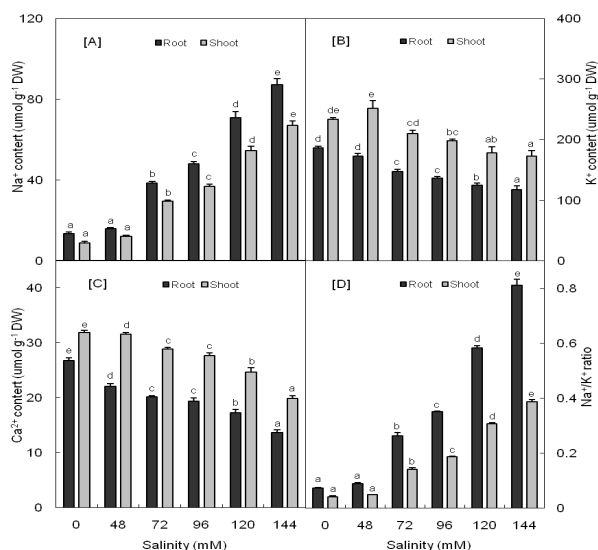 [A]
Root Shoot
Na⁺ content (umol g⁻¹ DW)
120
80
40
0
a a b c d e
a a b c d e
[B]
Root Shoot
K⁺ content (umol g⁻¹ DW)
400
300
200
100
0
d d c b b a
de e cd bc ab a
[C]
Root Shoot
Ca²⁺ content (umol g⁻¹ DW)
40
30
20
10
0
e d c c b a
e d c c b a
0 48 72 96 120 144
Salinity (mM)
[D]
Root Shoot
Na⁺/K⁺ ratio
0.8
0.6
0.4
0.2
0
a a b c d e
a a b c d e
0 48 72 96 120 144
Salinity (mM)